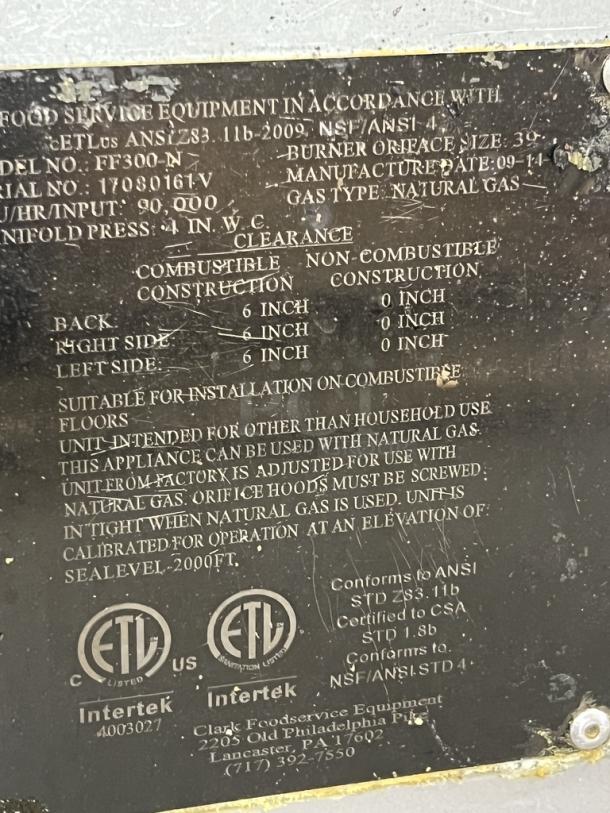 FOOD SERVICE EQUIPMENT IN ACCORDANCE WITH
cETLus ANSI Z83.11b-2009, NSF/ANSI 4
DEL NO.: FF300-N BURNER ORIFACE SIZE: 39
RIAL NO.: 17080161V MANUFACTURE DATE: 09-14
U/HR/INPUT: 90,000 GAS TYPE: NATURAL GAS
NIFOLD PRESS: 4 IN. W.C.
CLEARANCE
COMBUSTIBLE NON-COMBUSTIBLE
CONSTRUCTION CONSTRUCTION
BACK 6 INCH 0 INCH
RIGHT SIDE: 6 INCH 0 INCH
LEFT SIDE: 6 INCH 0 INCH
SUITABLE FOR INSTALLATION ON COMBUSTIBLE
FLOORS
UNIT INTENDED FOR OTHER THAN HOUSEHOLD USE
THIS APPLIANCE CAN BE USED WITH NATURAL GAS.
UNIT FROM FACTORY IS ADJUSTED FOR USE WITH
NATURAL GAS. ORIFICE HOODS MUST BE SCREWED
IN TIGHT WHEN NATURAL GAS IS USED. UNIT IS
CALIBRATED FOR OPERATION AT AN ELEVATION OF
SEALEVEL-2000FT.
C ETL LISTED US
Intertek
4003027
ETL SANITATION LISTED
Intertek
Conforms to ANSI
STD Z83.11b
Certified to CSA
STD 1.8b
Conforms to
NSF/ANSI STD 4
Clark Foodservice Equipment
2205 Old Philadelphia Pike
Lancaster, PA 17602
(717) 392-7550